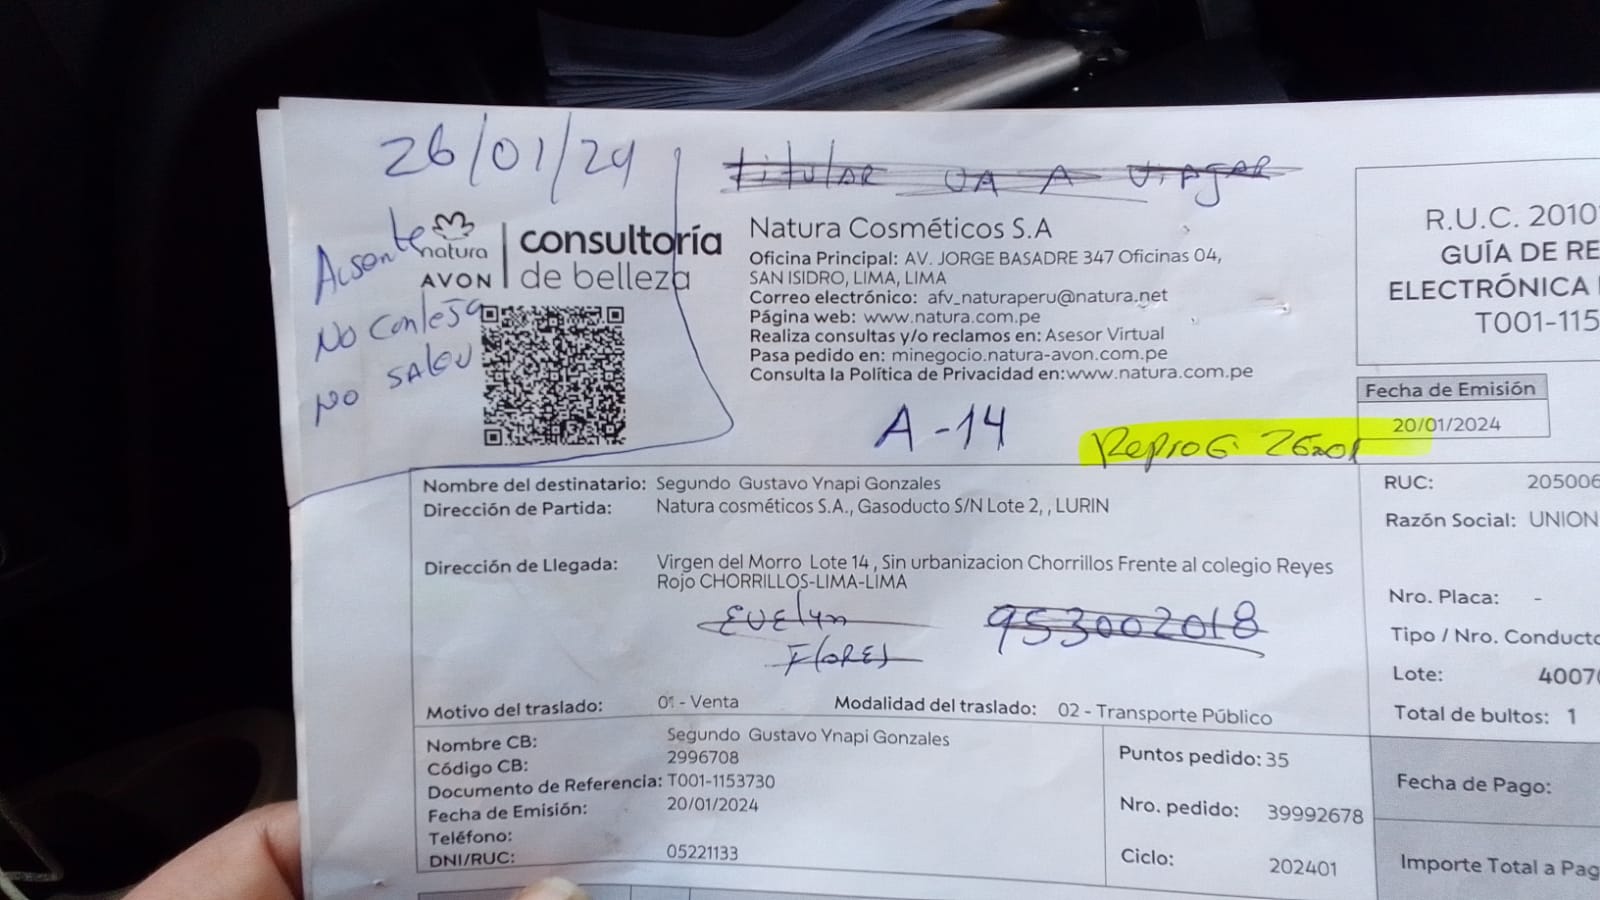 26/01/24
titular va a viajar
Ausente
No contesta
No salen
natura
AVON
consultoría
de belleza
Natura Cosméticos S.A
Oficina Principal: AV. JORGE BASADRE 347 Oficinas 04,
SAN ISIDRO, LIMA, LIMA
Correo electrónico: afv_naturaperu@natura.net
Página web: www.natura.com.pe
Realiza consultas y/o reclamos en: Asesor Virtual
Pasa pedido en: minegocio.natura-avon.com.pe
Consulta la Política de Privacidad en:www.natura.com.pe
R.U.C. 2010
GUÍA DE RE
ELECTRÓNICA
T001-115
Fecha de Emisión
20/01/2024
A-14
Reprog. 26-01
Nombre del destinatario: Segundo Gustavo Ynapi Gonzales
Dirección de Partida: Natura cosméticos S.A., Gasoducto S/N Lote 2, , LURIN
Dirección de Llegada: Virgen del Morro Lote 14 , Sin urbanizacion Chorrillos Frente al colegio Reyes
Rojo CHORRILLOS-LIMA-LIMA
Evelyn
Flores
953002018
Motivo del traslado: 01 - Venta Modalidad del traslado: 02 - Transporte Público
RUC: 205006
Razón Social: UNION
Nro. Placa: -
Tipo / Nro. Conducto
Lote: 4007
Total de bultos: 1
Nombre CB: Segundo Gustavo Ynapi Gonzales
Código CB: 2996708
Documento de Referencia: T001-1153730
Fecha de Emisión: 20/01/2024
Teléfono:
DNI/RUC: 05221133
Puntos pedido: 35
Nro. pedido: 39992678
Ciclo: 202401
Fecha de Pago:
Importe Total a Pag